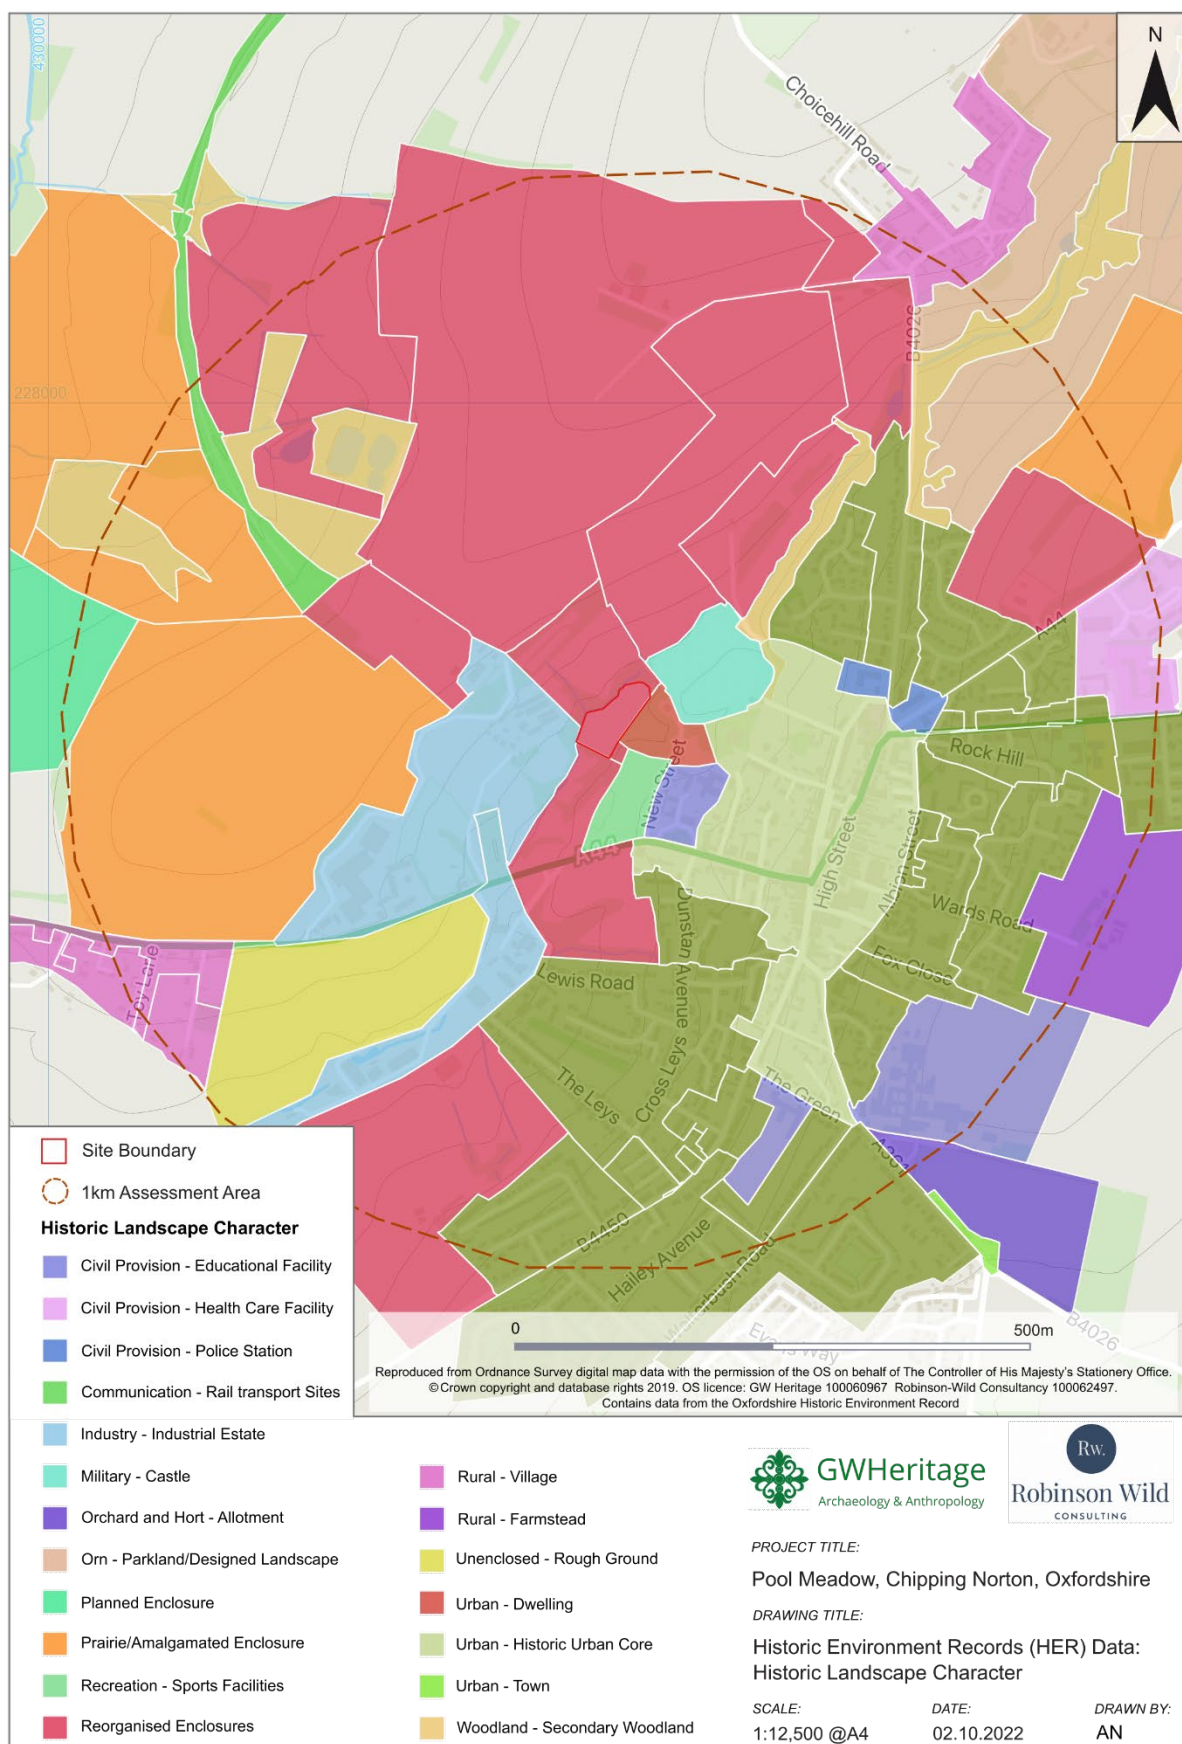 N
430000
Choicehill Road
B4026
228000
A44
Rock Hill
New Street
High Street
Albion Street
A44
Wards Road
Dunstan Avenue
Fox Close
Toy Lane
Lewis Road
The Leys
Cross Leys
The Green
A361
B4450
Hailey Avenue
Road
Evans Way
B4026
Site Boundary
1km Assessment Area
Historic Landscape Character
Civil Provision - Educational Facility
Civil Provision - Health Care Facility
Civil Provision - Police Station
Communication - Rail transport Sites
Industry - Industrial Estate
Military - Castle
Orchard and Hort - Allotment
Orn - Parkland/Designed Landscape
Planned Enclosure
Prairie/Amalgamated Enclosure
Recreation - Sports Facilities
Reorganised Enclosures
Rural - Village
Rural - Farmstead
Unenclosed - Rough Ground
Urban - Dwelling
Urban - Historic Urban Core
Urban - Town
Woodland - Secondary Woodland
0 500m
Reproduced from Ordnance Survey digital map data with the permission of the OS on behalf of The Controller of His Majesty's Stationery Office.
© Crown copyright and database rights 2019. OS licence: GW Heritage 100060967 Robinson-Wild Consultancy 100062497.
Contains data from the Oxfordshire Historic Environment Record
GWHeritage
Archaeology & Anthropology
Rw.
Robinson Wild
CONSULTING
PROJECT TITLE:
Pool Meadow, Chipping Norton, Oxfordshire
DRAWING TITLE:
Historic Environment Records (HER) Data:
Historic Landscape Character
SCALE: DATE: DRAWN BY:
1:12,500 @A4 02.10.2022 AN